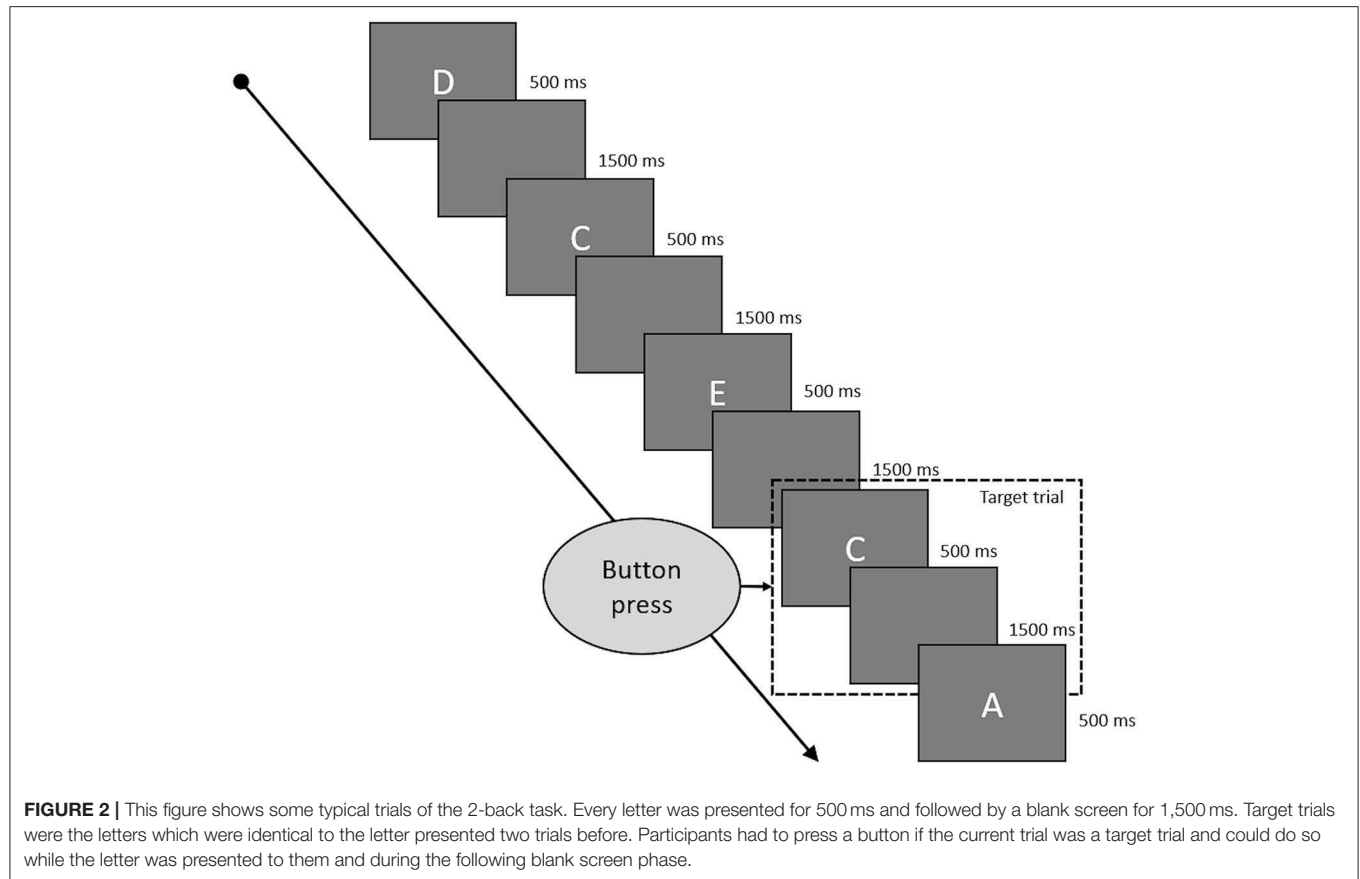 D
500 ms
1500 ms
C
500 ms
1500 ms
E
500 ms
1500 ms
Target trial
C
500 ms
Button
press
1500 ms
A
500 ms
FIGURE 2 | This figure shows some typical trials of the 2-back task. Every letter was presented for 500 ms and followed by a blank screen for 1,500 ms. Target trials
were the letters which were identical to the letter presented two trials before. Participants had to press a button if the current trial was a target trial and could do so
while the letter was presented to them and during the following blank screen phase.